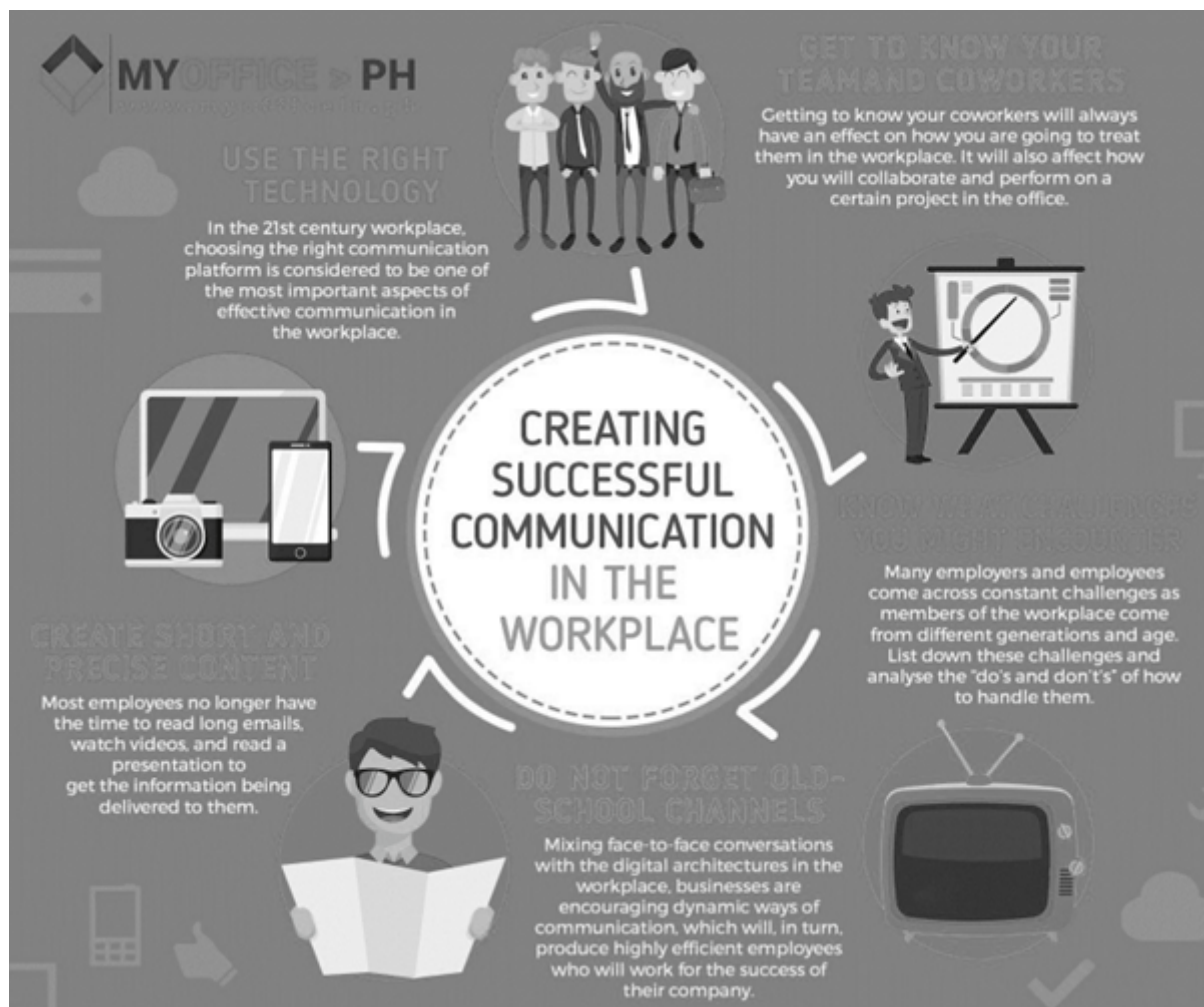 MYOFFICE PH
GET TO KNOW YOUR
TEAMAND COWORKERS
Getting to know your coworkers will always
have an effect on how you are going to treat
them in the workplace. It will also affect how
you will collaborate and perform on a
certain project in the office.
USE THE RIGHT
TECHNOLOGY
In the 21st century workplace,
choosing the right communication
platform is considered to be one of
the most important aspects of
effective communication in
the workplace.
CREATING
SUCCESSFUL
COMMUNICATION
IN THE
WORKPLACE
KNOW WHAT CHALLENGES
YOU MIGHT ENCOUNTER
Many employers and employees
come across constant challenges as
members of the workplace come
from different generations and age.
List down these challenges and
analyse the "do's and don't's" of how
to handle them.
CREATE SHORT AND
PRECISE CONTENT
Most employees no longer have
the time to read long emails,
watch videos, and read a
presentation to
get the information being
delivered to them.
DO NOT FORGET OLD-
SCHOOL CHANNELS
Mixing face-to-face conversations
with the digital architectures in the
workplace, businesses are
encouraging dynamic ways of
communication, which will, in turn,
produce highly efficient employees
who will work for the success of
their company.